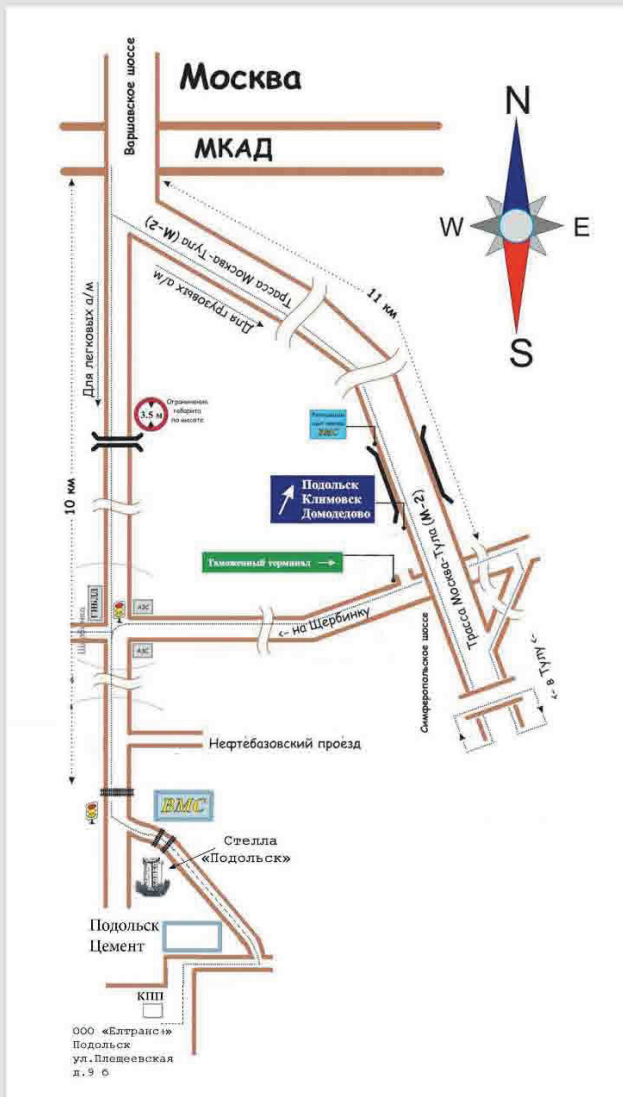 Москва
Варшавское шоссе
МКАД
N
W
E
S
Трасса Москва-Тула (М-2)
Для грузовых а/м
11 км
Для легковых а/м
3.5 м
Ограничение
габарита
по высоте
ВМС
Подольск
Климовск
Домодедово
10 км
Таможенный терминал
Трасса Москва-Тула (М-2)
ГИБДД
АЗС
Щербинка
<- на Щербинку
АЗС
Симферопольское шоссе
<- в Тулу <-
Нефтебазовский проезд
ВМС
Стелла
«Подольск»
Подольск
Цемент
КПП
ООО «Елтранс+»
Подольск
ул.Плещеевская
д.9 б